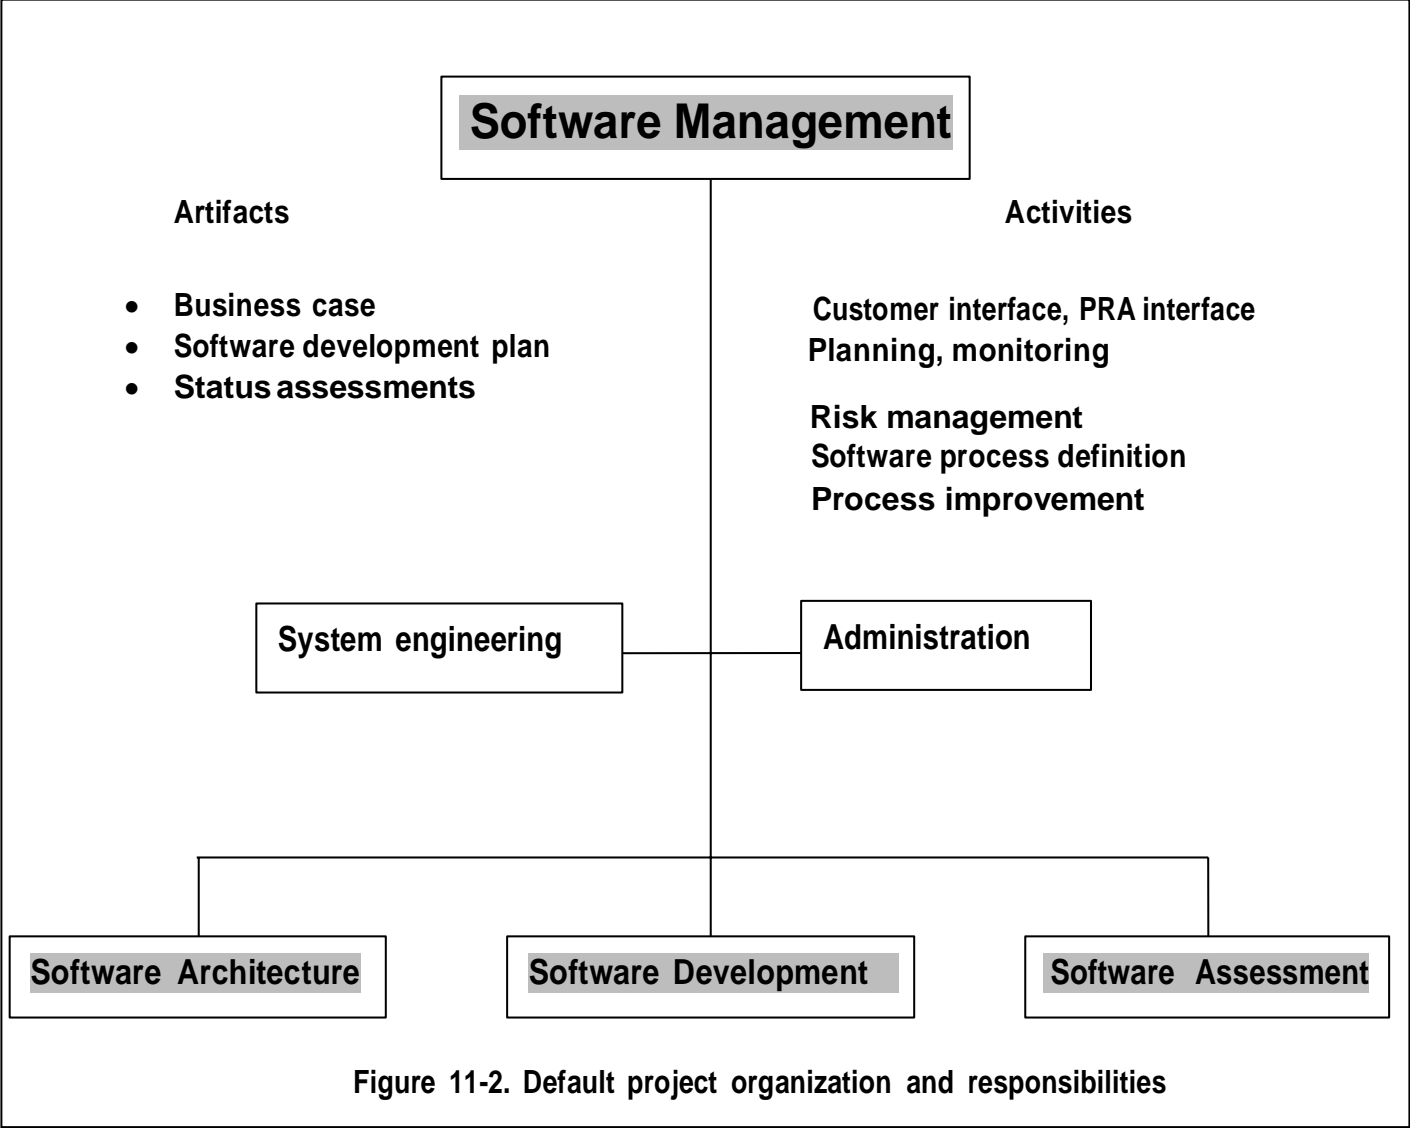 Software Management
Artifacts
Activities
• Business case
• Software development plan
• Status assessments
Customer interface, PRA interface
Planning, monitoring
Risk management
Software process definition
Process improvement
System engineering
Administration
Software Architecture
Software Development
Software Assessment
Figure 11-2. Default project organization and responsibilities